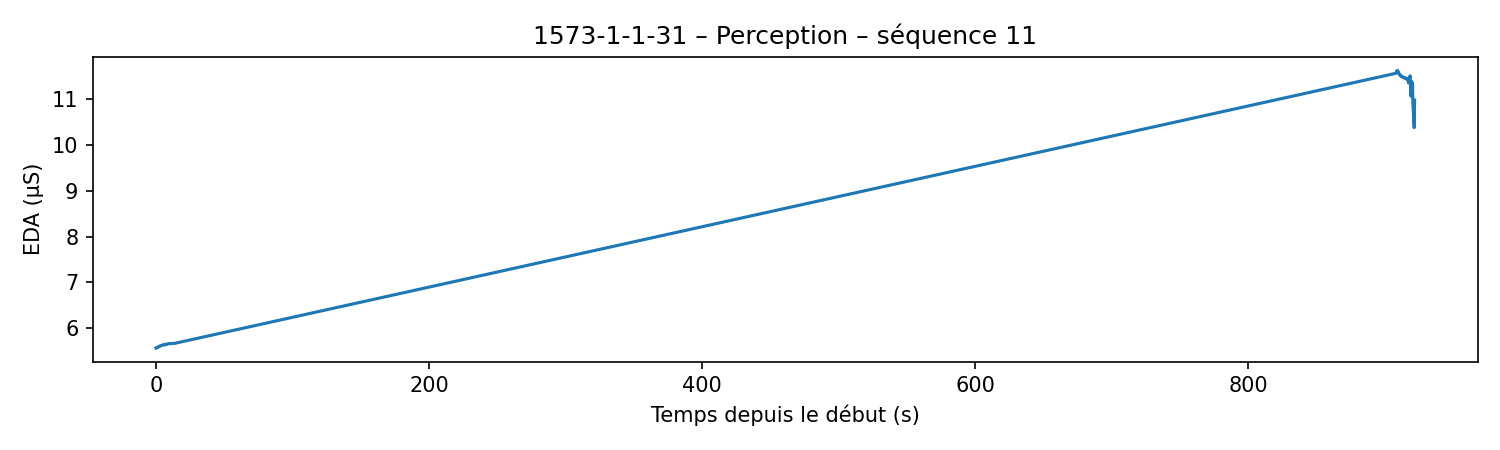 1573-1-1-31 – Perception – séquence 11
EDA (µS)
11
10
9
8
7
6
0 200 400 600 800
Temps depuis le début (s)